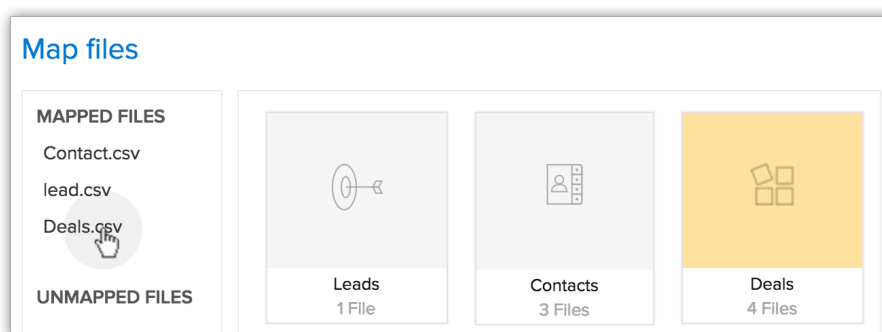 Map files
MAPPED FILES
Contact.csv
lead.csv
Deals.csv
UNMAPPED FILES
Leads
1 File
Contacts
3 Files
Deals
4 Files